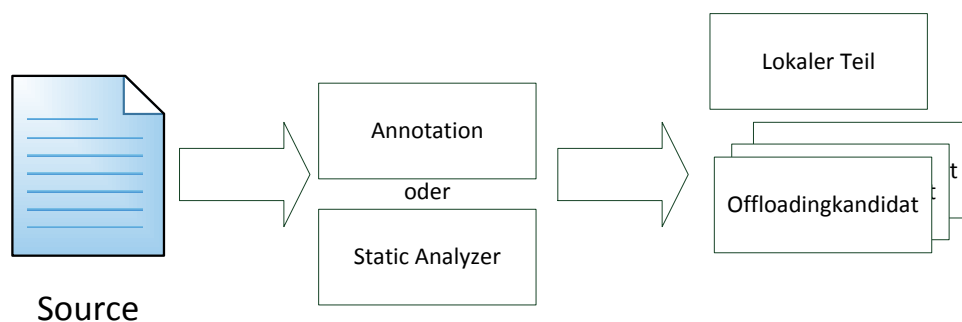 Source
Annotation
oder
Static Analyzer
Lokaler Teil
Offloadingkandidat